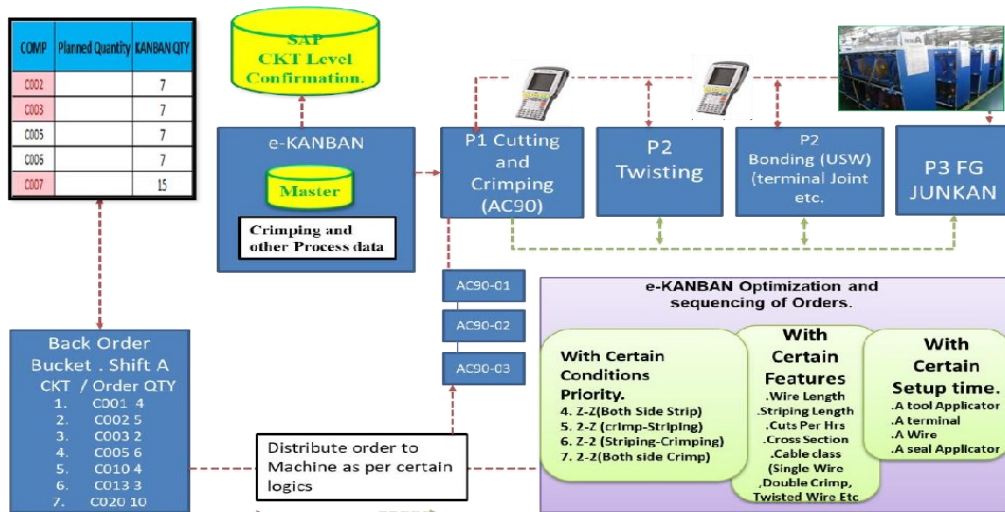 COMP Planned Quantity KANBAN QTY
C002 7
C003 7
C005 7
C006 7
C007 15
SAP
CKT Level
Confirmation.
e-KANBAN
Master
Crimping and
other Process data
P1 Cutting
and
Crimping
(AC90)
P2
Twisting
P2
Bonding (USW)
(terminal Joint
etc.
P3 FG
JUNKAN
AC90-01
AC90-02
AC90-03
Back Order
Bucket . Shift A
CKT / Order QTY
1. C001 4
2. C002 5
3. C003 2
4. C005 6
5. C010 4
6. C013 3
7. C020 10
Distribute order to
Machine as per certain
logics
e-KANBAN Optimization and
sequencing of Orders.
With Certain
Conditions
Priority.
4. Z-Z(Both Side Strip)
5. 2-Z (crimp-Striping)
6. Z-2 (Striping-Crimping)
7. 2-2(Both side Crimp)
With
Certain
Features
.Wire Length
.Striping Length
.Cuts Per Hrs
.Cross Section
.Cable class
(Single Wire
,Double Crimp,
Twisted Wire Etc
With
Certain
Setup time.
.A tool Applicator
.A terminal
.A Wire
.A seal Applicator